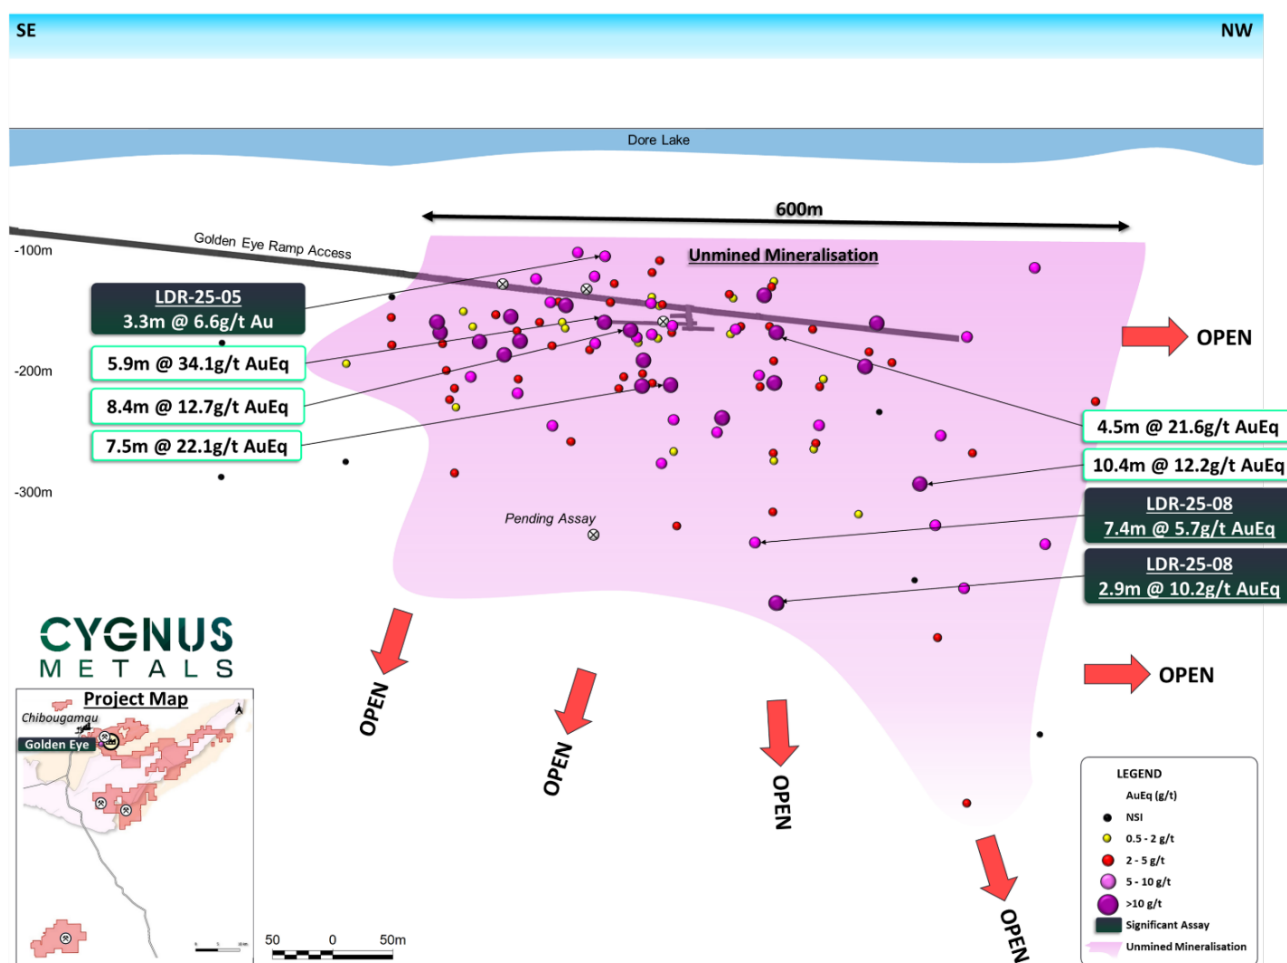 SE
NW
Dore Lake
600m
-100m
Golden Eye Ramp Access
Unmined Mineralisation
LDR-25-05
3.3m @ 6.6g/t Au
OPEN
5.9m @ 34.1g/t AuEq
-200m
8.4m @ 12.7g/t AuEq
7.5m @ 22.1g/t AuEq
4.5m @ 21.6g/t AuEq
10.4m @ 12.2g/t AuEq
-300m
Pending Assay
LDR-25-08
7.4m @ 5.7g/t AuEq
LDR-25-08
2.9m @ 10.2g/t AuEq
CYGNUS
METALS
OPEN
OPEN
OPEN
OPEN
OPEN
Project Map
Chibougamau
Golden Eye
LEGEND
AuEq (g/t)
NSI
0.5 - 2 g/t
2 - 5 g/t
5 - 10 g/t
>10 g/t
Significant Assay
Unmined Mineralisation
50 0 50m